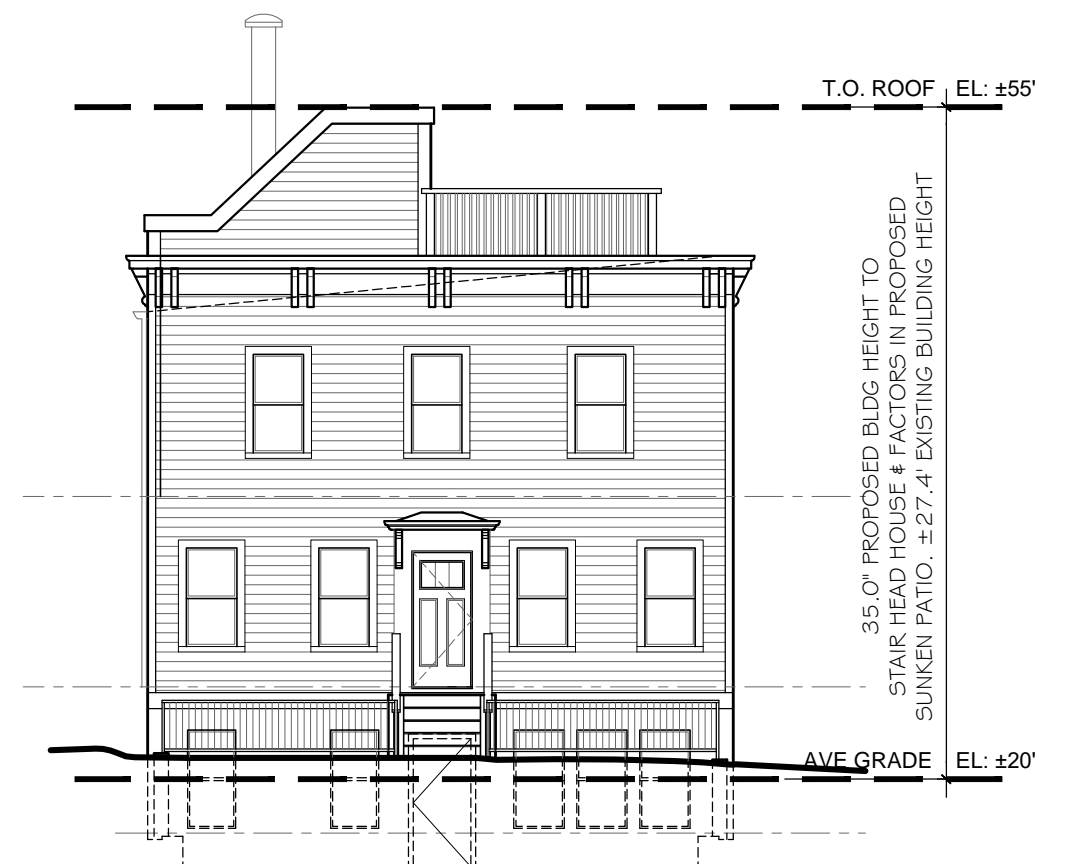 T.O. ROOF EL: ±55'
35.0" PROPOSED BLDG HEIGHT TO
STAIR HEAD HOUSE & FACTORS IN PROPOSED
SUNKEN PATIO. ±27.4' EXISTING BUILDING HEIGHT
AVE GRADE EL: ±20'